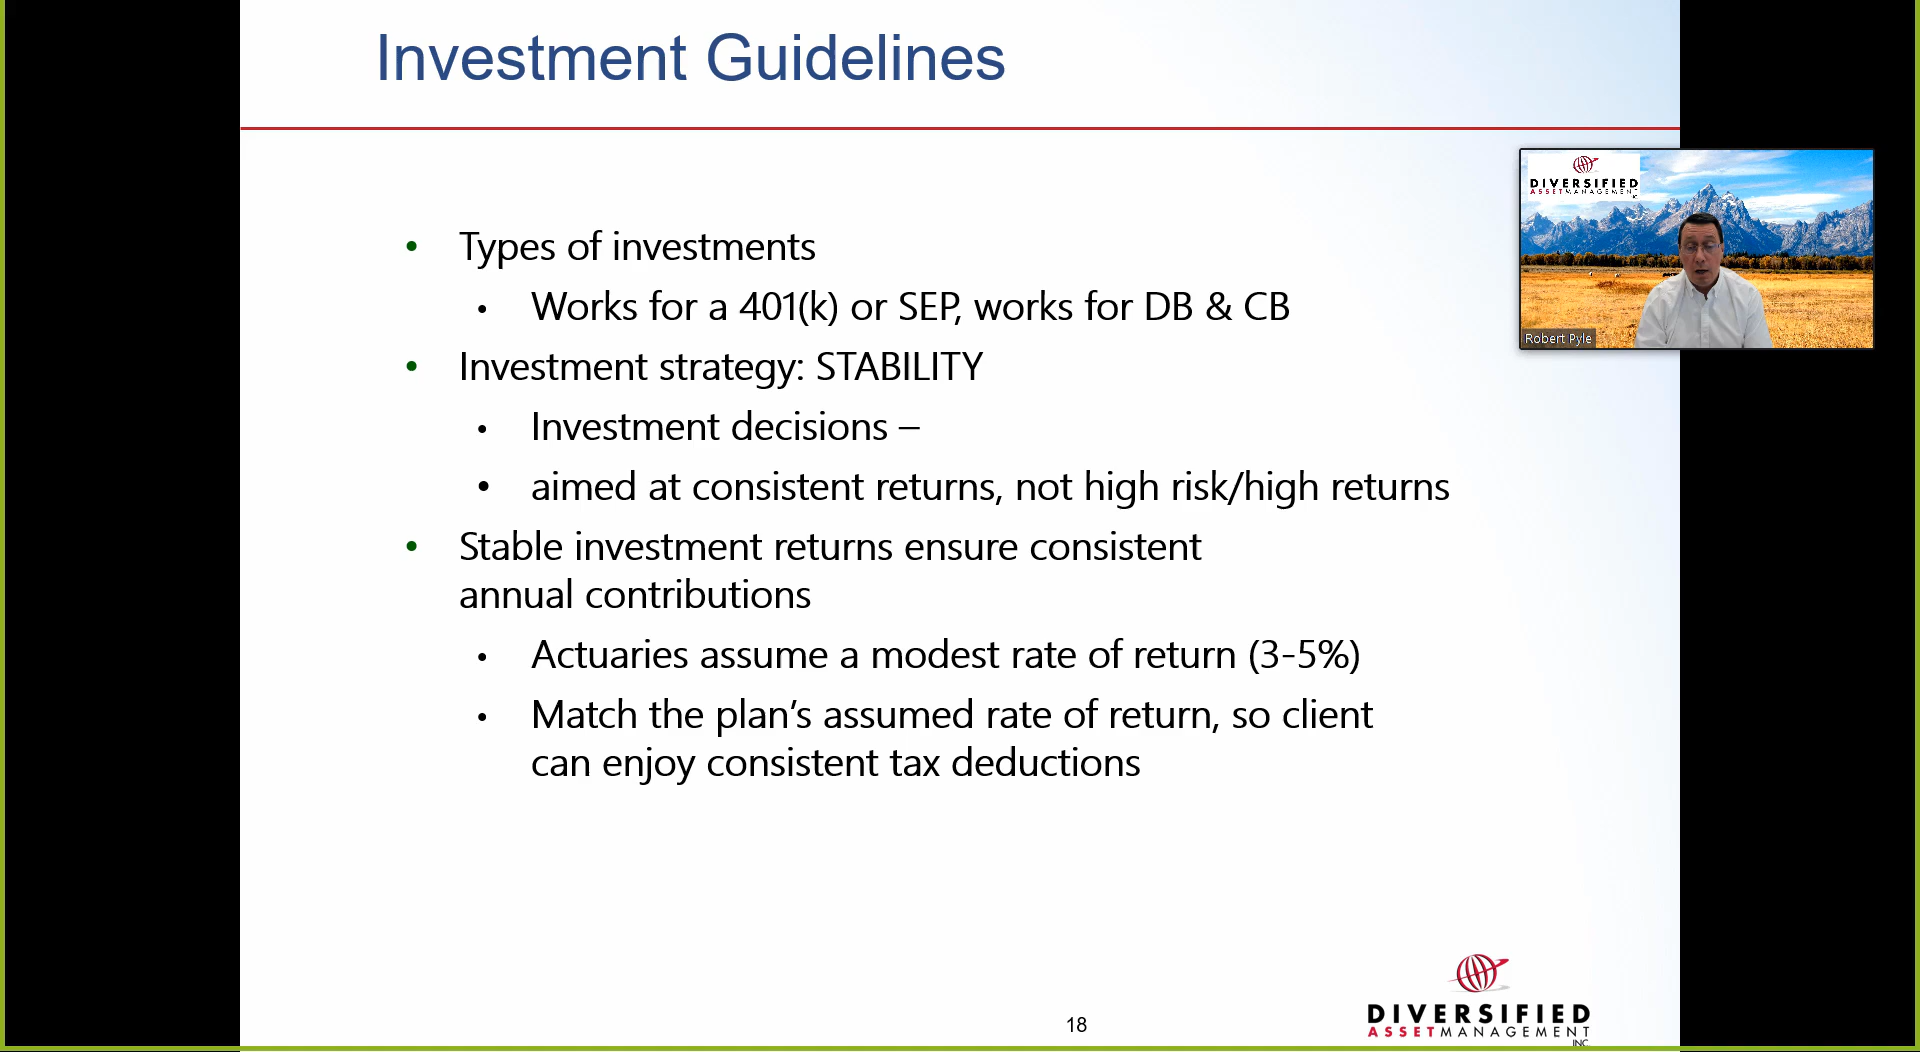 Investment Guidelines
• Types of investments
• Works for a 401(k) or SEP, works for DB & CB
• Investment strategy: STABILITY
• Investment decisions –
• aimed at consistent returns, not high risk/high returns
• Stable investment returns ensure consistent
annual contributions
• Actuaries assume a modest rate of return (3-5%)
• Match the plan’s assumed rate of return, so client
can enjoy consistent tax deductions
DIVERSIFIED
ASSETMANAGEMENT
Robert Pyle
18
DIVERSIFIED
ASSETMANAGEMENT
INC.